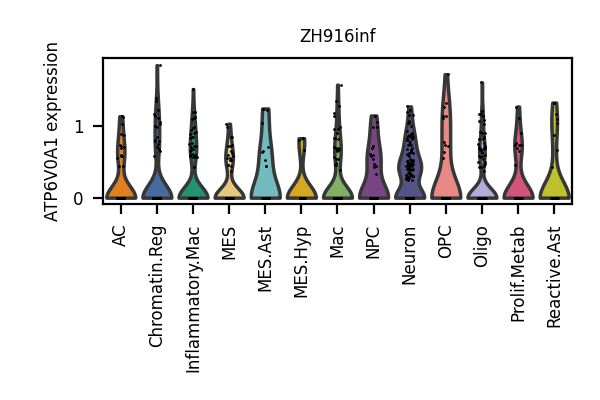 ZH916inf
ATP6V0A1 expression
1
0
AC
Chromatin.Reg
Inflammatory.Mac
MES
MES.Ast
MES.Hyp
Mac
NPC
Neuron
OPC
Oligo
Prolif.Metab
Reactive.Ast